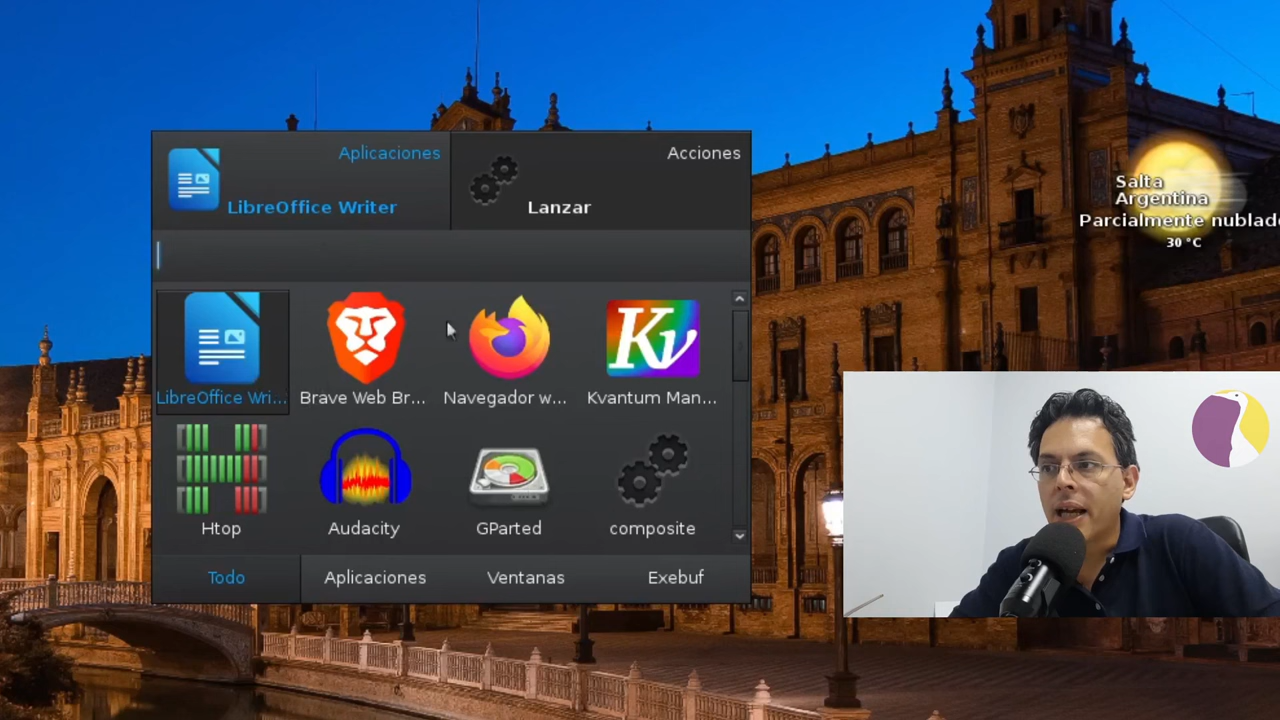 Aplicaciones
LibreOffice Writer
Acciones
Lanzar
LibreOffice Wri...
Brave Web Br...
Navegador w...
Kvantum Man...
Kv
Htop
Audacity
GParted
composite
Todo
Aplicaciones
Ventanas
Exebuf
Salta
Argentina
Parcialmente nublado
30 °C